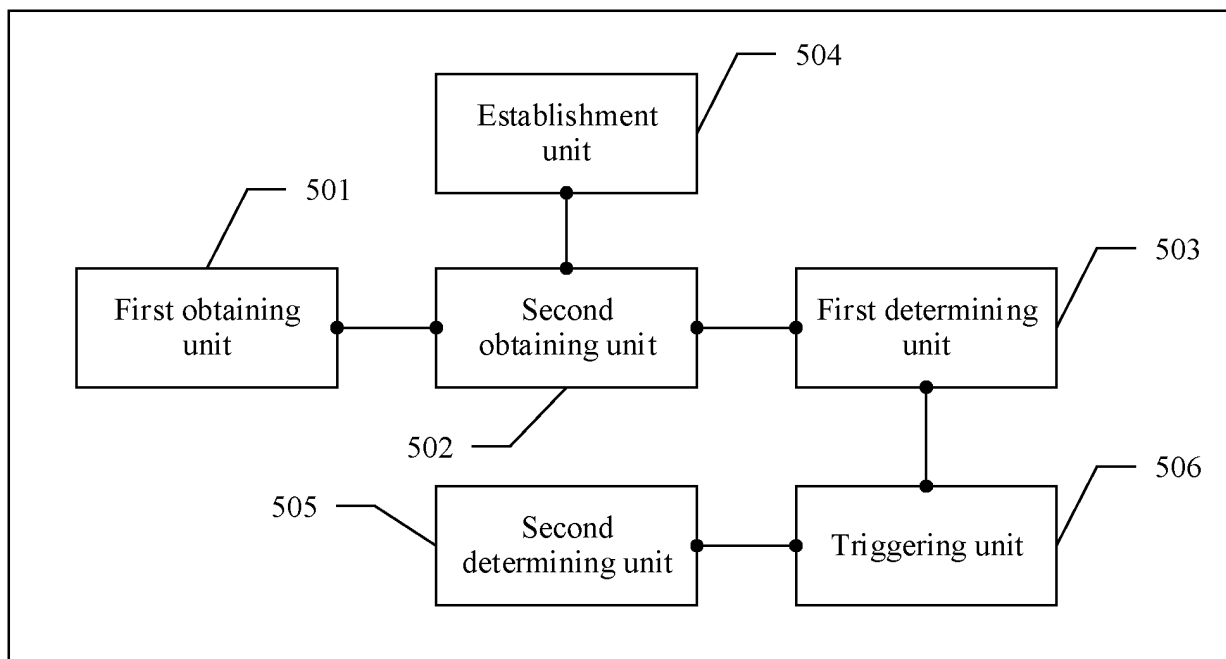 504
Establishment
unit
501
503
First obtaining
unit
Second
obtaining unit
First determining
unit
502
506
505
Second
determining unit
Triggering unit